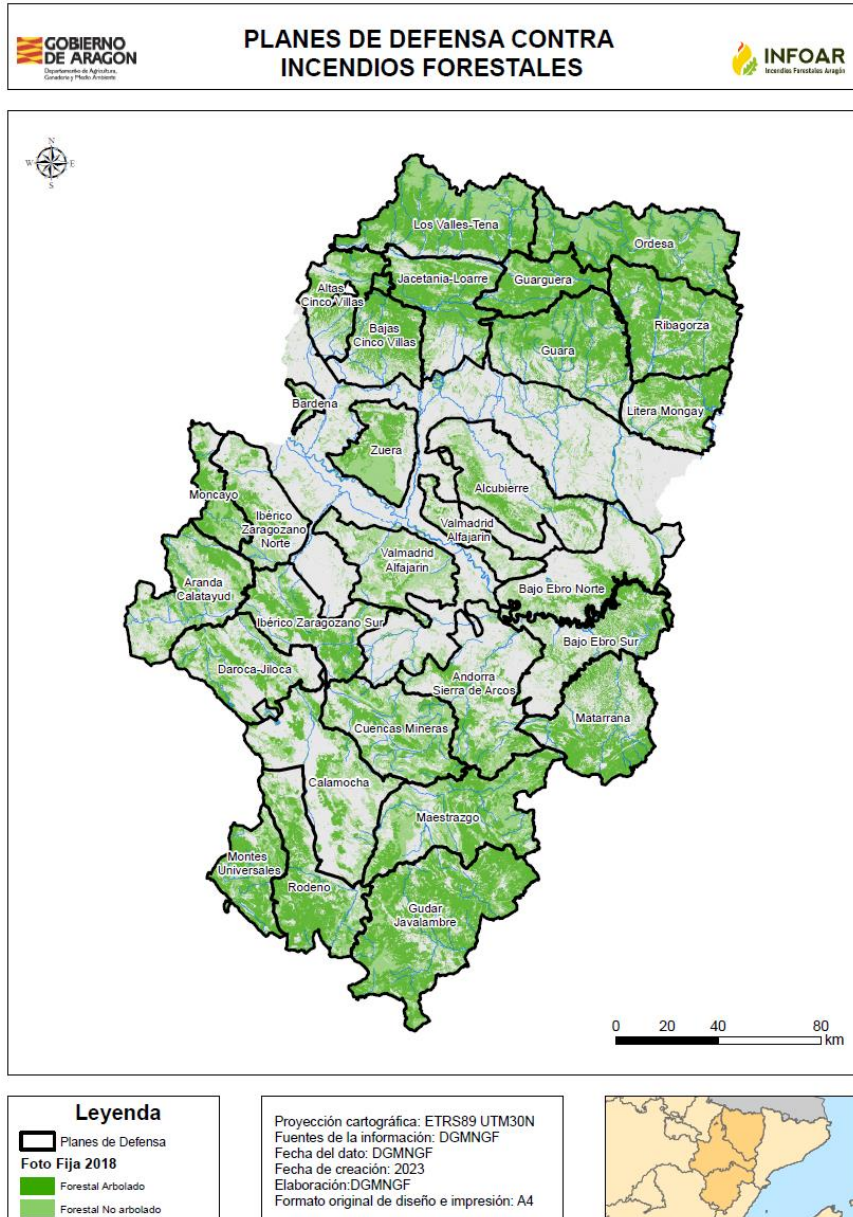 GOBIERNO
DE ARAGON
Departamento de Agricultura,
Ganadería y Medio Ambiente
PLANES DE DEFENSA CONTRA
INCENDIOS FORESTALES
INFOAR
Incendios Forestales Aragón
N
W
E
S
Los Valles-Tena
Ordesa
Jacetania-Loarre
Guarguera
Altas
Cinco Villas
Bajas
Cinco Villas
Ribagorza
Guara
Bardena
Litera Mongay
Zuera
Moncayo
Alcubierre
Ibérico
Zaragozano
Norte
Valmadrid
Alfajarin
Valmadrid
Alfajarin
Aranda
Calatayud
Bajo Ebro Norte
Ibérico Zaragozano Sur
Bajo Ebro Sur
Daroca-Jiloca
Andorra
Sierra de Arcos
Matarrana
Cuencas Mineras
Calamocha
Maestrazgo
Montes
Universales
Rodeno
Gudar
Javalambre
0 20 40 80
km
Leyenda
Planes de Defensa
Foto Fija 2018
Forestal Arbolado
Forestal No arbolado
Proyección cartográfica: ETRS89 UTM30N
Fuentes de la información: DGMNGF
Fecha del dato: DGMNGF
Fecha de creación: 2023
Elaboración:DGMNGF
Formato original de diseño e impresión: A4